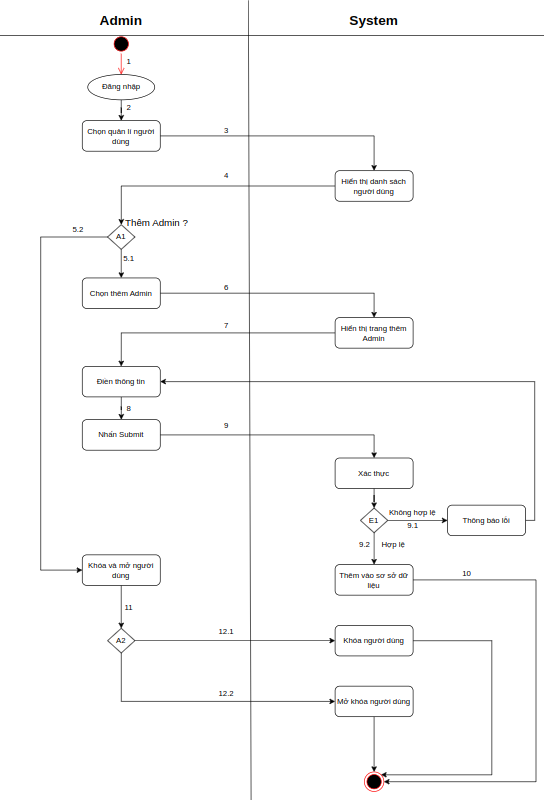 Admin
System
1
Đăng nhập
2
Chọn quản lí người
dùng
3
Hiển thị danh sách
người dùng
4
Thêm Admin ?
A1
5.2
5.1
Chọn thêm Admin
6
Hiển thị trang thêm
Admin
7
Điền thông tin
8
Nhấn Submit
9
Xác thực
E1
Không hợp lệ
9.1
Thông báo lỗi
9.2
Hợp lệ
Thêm vào sơ sở dữ
liệu
10
Khóa và mở người
dùng
11
A2
12.1
Khóa người dùng
12.2
Mở khóa người dùng